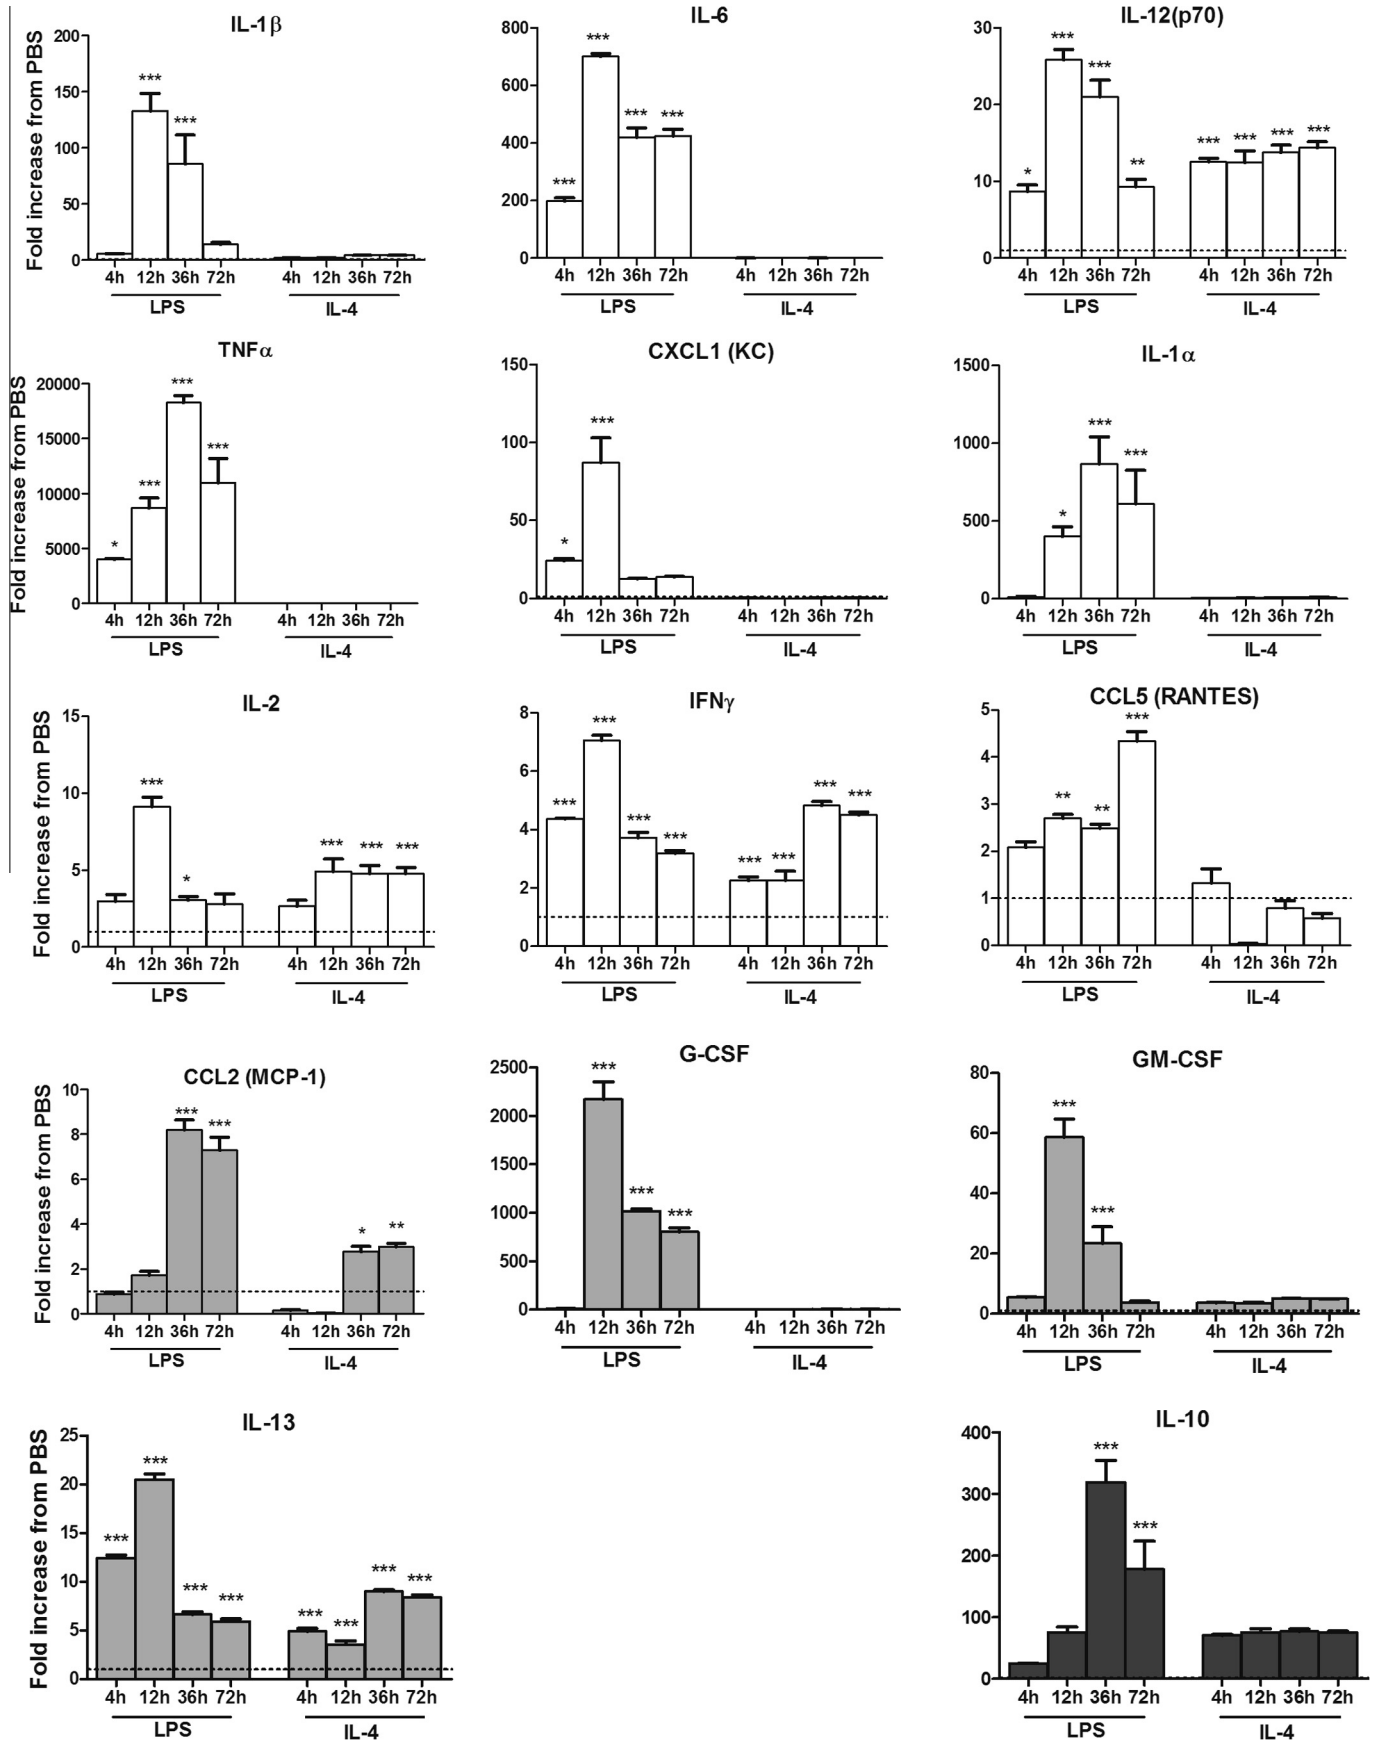 IL-1β
Fold increase from PBS
200
150
100
50
0
***
***
4h 12h 36h 72h 4h 12h 36h 72h
LPS IL-4
IL-6
800
600
400
200
0
***
***
***
***
4h 12h 36h 72h 4h 12h 36h 72h
LPS IL-4
IL-12(p70)
30
20
10
0
*
***
***
**
*** *** *** ***
4h 12h 36h 72h 4h 12h 36h 72h
LPS IL-4
TNFα
Fold increase from PBS
20000
15000
10000
5000
0
*
***
***
***
4h 12h 36h 72h 4h 12h 36h 72h
LPS IL-4
CXCL1 (KC)
150
100
50
0
*
***
4h 12h 36h 72h 4h 12h 36h 72h
LPS IL-4
IL-1α
1500
1000
500
0
*
***
***
4h 12h 36h 72h 4h 12h 36h 72h
LPS IL-4
IL-2
Fold increase from PBS
15
10
5
0
***
*
*** *** ***
4h 12h 36h 72h 4h 12h 36h 72h
LPS IL-4
IFNγ
8
6
4
2
0
***
***
***
***
*** *** *** ***
4h 12h 36h 72h 4h 12h 36h 72h
LPS IL-4
CCL5 (RANTES)
5
4
3
2
1
0
**
**
***
4h 12h 36h 72h 4h 12h 36h 72h
LPS IL-4
CCL2 (MCP-1)
Fold increase from PBS
10
8
6
4
2
0
***
***
*
**
4h 12h 36h 72h 4h 12h 36h 72h
LPS IL-4
G-CSF
2500
2000
1500
1000
500
0
***
***
***
4h 12h 36h 72h 4h 12h 36h 72h
LPS IL-4
GM-CSF
80
60
40
20
0
***
***
4h 12h 36h 72h 4h 12h 36h 72h
LPS IL-4
IL-13
Fold increase from PBS
25
20
15
10
5
0
***
***
***
***
*** *** *** ***
4h 12h 36h 72h 4h 12h 36h 72h
LPS IL-4
IL-10
400
300
200
100
0
***
***
4h 12h 36h 72h 4h 12h 36h 72h
LPS IL-4